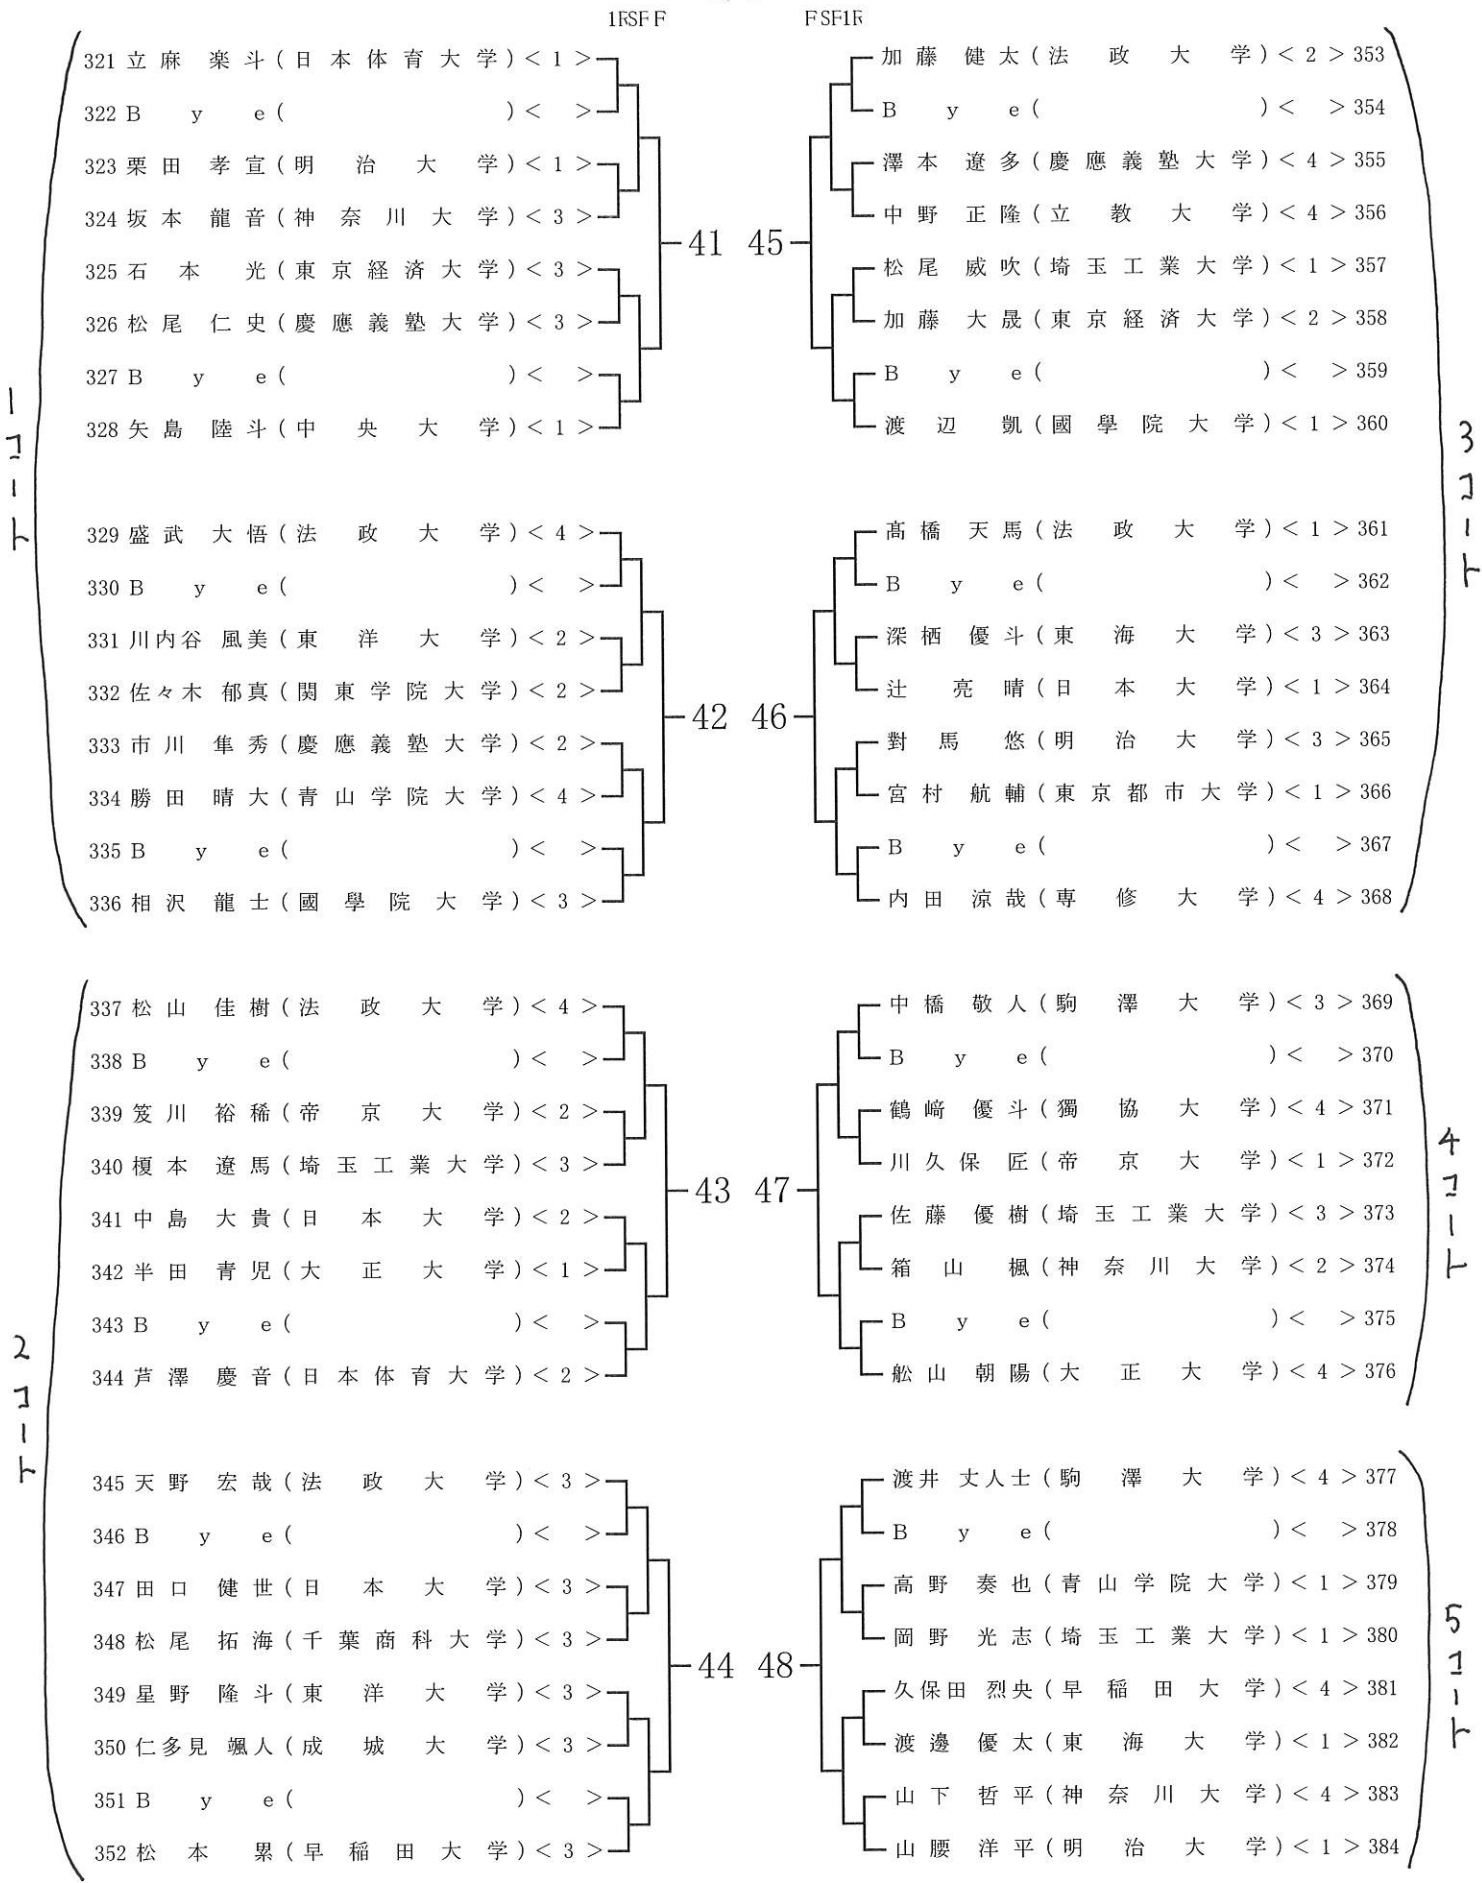 1RSFF
321 立麻 楽斗 (日本体育大学) < 1 >
322 Bye ( ) < >
323 栗田 孝宣 (明治大学) < 1 >
324 坂本 龍音 (神奈川大学) < 3 >
41
325 石本 光 (東京経済大学) < 3 >
326 松尾 仁史 (慶應義塾大学) < 3 >
327 Bye ( ) < >
328 矢島 陸斗 (中央大学) < 1 >
1コート
329 盛武 大悟 (法政大学) < 4 >
330 Bye ( ) < >
331 川内谷 風美 (東洋大学) < 2 >
332 佐々木 郁真 (関東学院大学) < 2 >
42
333 市川 隼秀 (慶應義塾大学) < 2 >
334 勝田 晴大 (青山学院大学) < 4 >
335 Bye ( ) < >
336 相沢 龍士 (國學院大学) < 3 >
337 松山 佳樹 (法政大学) < 4 >
338 Bye ( ) < >
339 笈川 裕稀 (帝京大学) < 2 >
340 榎本 遼馬 (埼玉工業大学) < 3 >
43
341 中島 大貴 (日本大学) < 2 >
342 半田 青児 (大正大学) < 1 >
343 Bye ( ) < >
344 芦澤 慶音 (日本体育大学) < 2 >
2コート
345 天野 宏哉 (法政大学) < 3 >
346 Bye ( ) < >
347 田口 健世 (日本大学) < 3 >
348 松尾 拓海 (千葉商科大学) < 3 >
44
349 星野 隆斗 (東洋大学) < 3 >
350 仁多見 颯人 (成城大学) < 3 >
351 Bye ( ) < >
352 松本 累 (早稲田大学) < 3 >
FSF1R
加藤 健太 (法政大学) < 2 > 353
Bye ( ) < > 354
澤本 遼多 (慶應義塾大学) < 4 > 355
中野 正隆 (立教大学) < 4 > 356
45
松尾 威吹 (埼玉工業大学) < 1 > 357
加藤 大晟 (東京経済大学) < 2 > 358
Bye ( ) < > 359
渡辺 凱 (國學院大学) < 1 > 360
3コート
髙橋 天馬 (法政大学) < 1 > 361
Bye ( ) < > 362
深栖 優斗 (東海大学) < 3 > 363
辻 亮晴 (日本大学) < 1 > 364
46
對馬 悠 (明治大学) < 3 > 365
宮村 航輔 (東京都市大学) < 1 > 366
Bye ( ) < > 367
内田 涼哉 (専修大学) < 4 > 368
中橋 敬人 (駒澤大学) < 3 > 369
Bye ( ) < > 370
鶴﨑 優斗 (獨協大学) < 4 > 371
川久保 匠 (帝京大学) < 1 > 372
4コート
47
佐藤 優樹 (埼玉工業大学) < 3 > 373
箱山 楓 (神奈川大学) < 2 > 374
Bye ( ) < > 375
舩山 朝陽 (大正大学) < 4 > 376
渡井 丈人士 (駒澤大学) < 4 > 377
Bye ( ) < > 378
高野 奏也 (青山学院大学) < 1 > 379
岡野 光志 (埼玉工業大学) < 1 > 380
5コート
48
久保田 烈央 (早稲田大学) < 4 > 381
渡邊 優太 (東海大学) < 1 > 382
山下 哲平 (神奈川大学) < 4 > 383
山腰 洋平 (明治大学) < 1 > 384